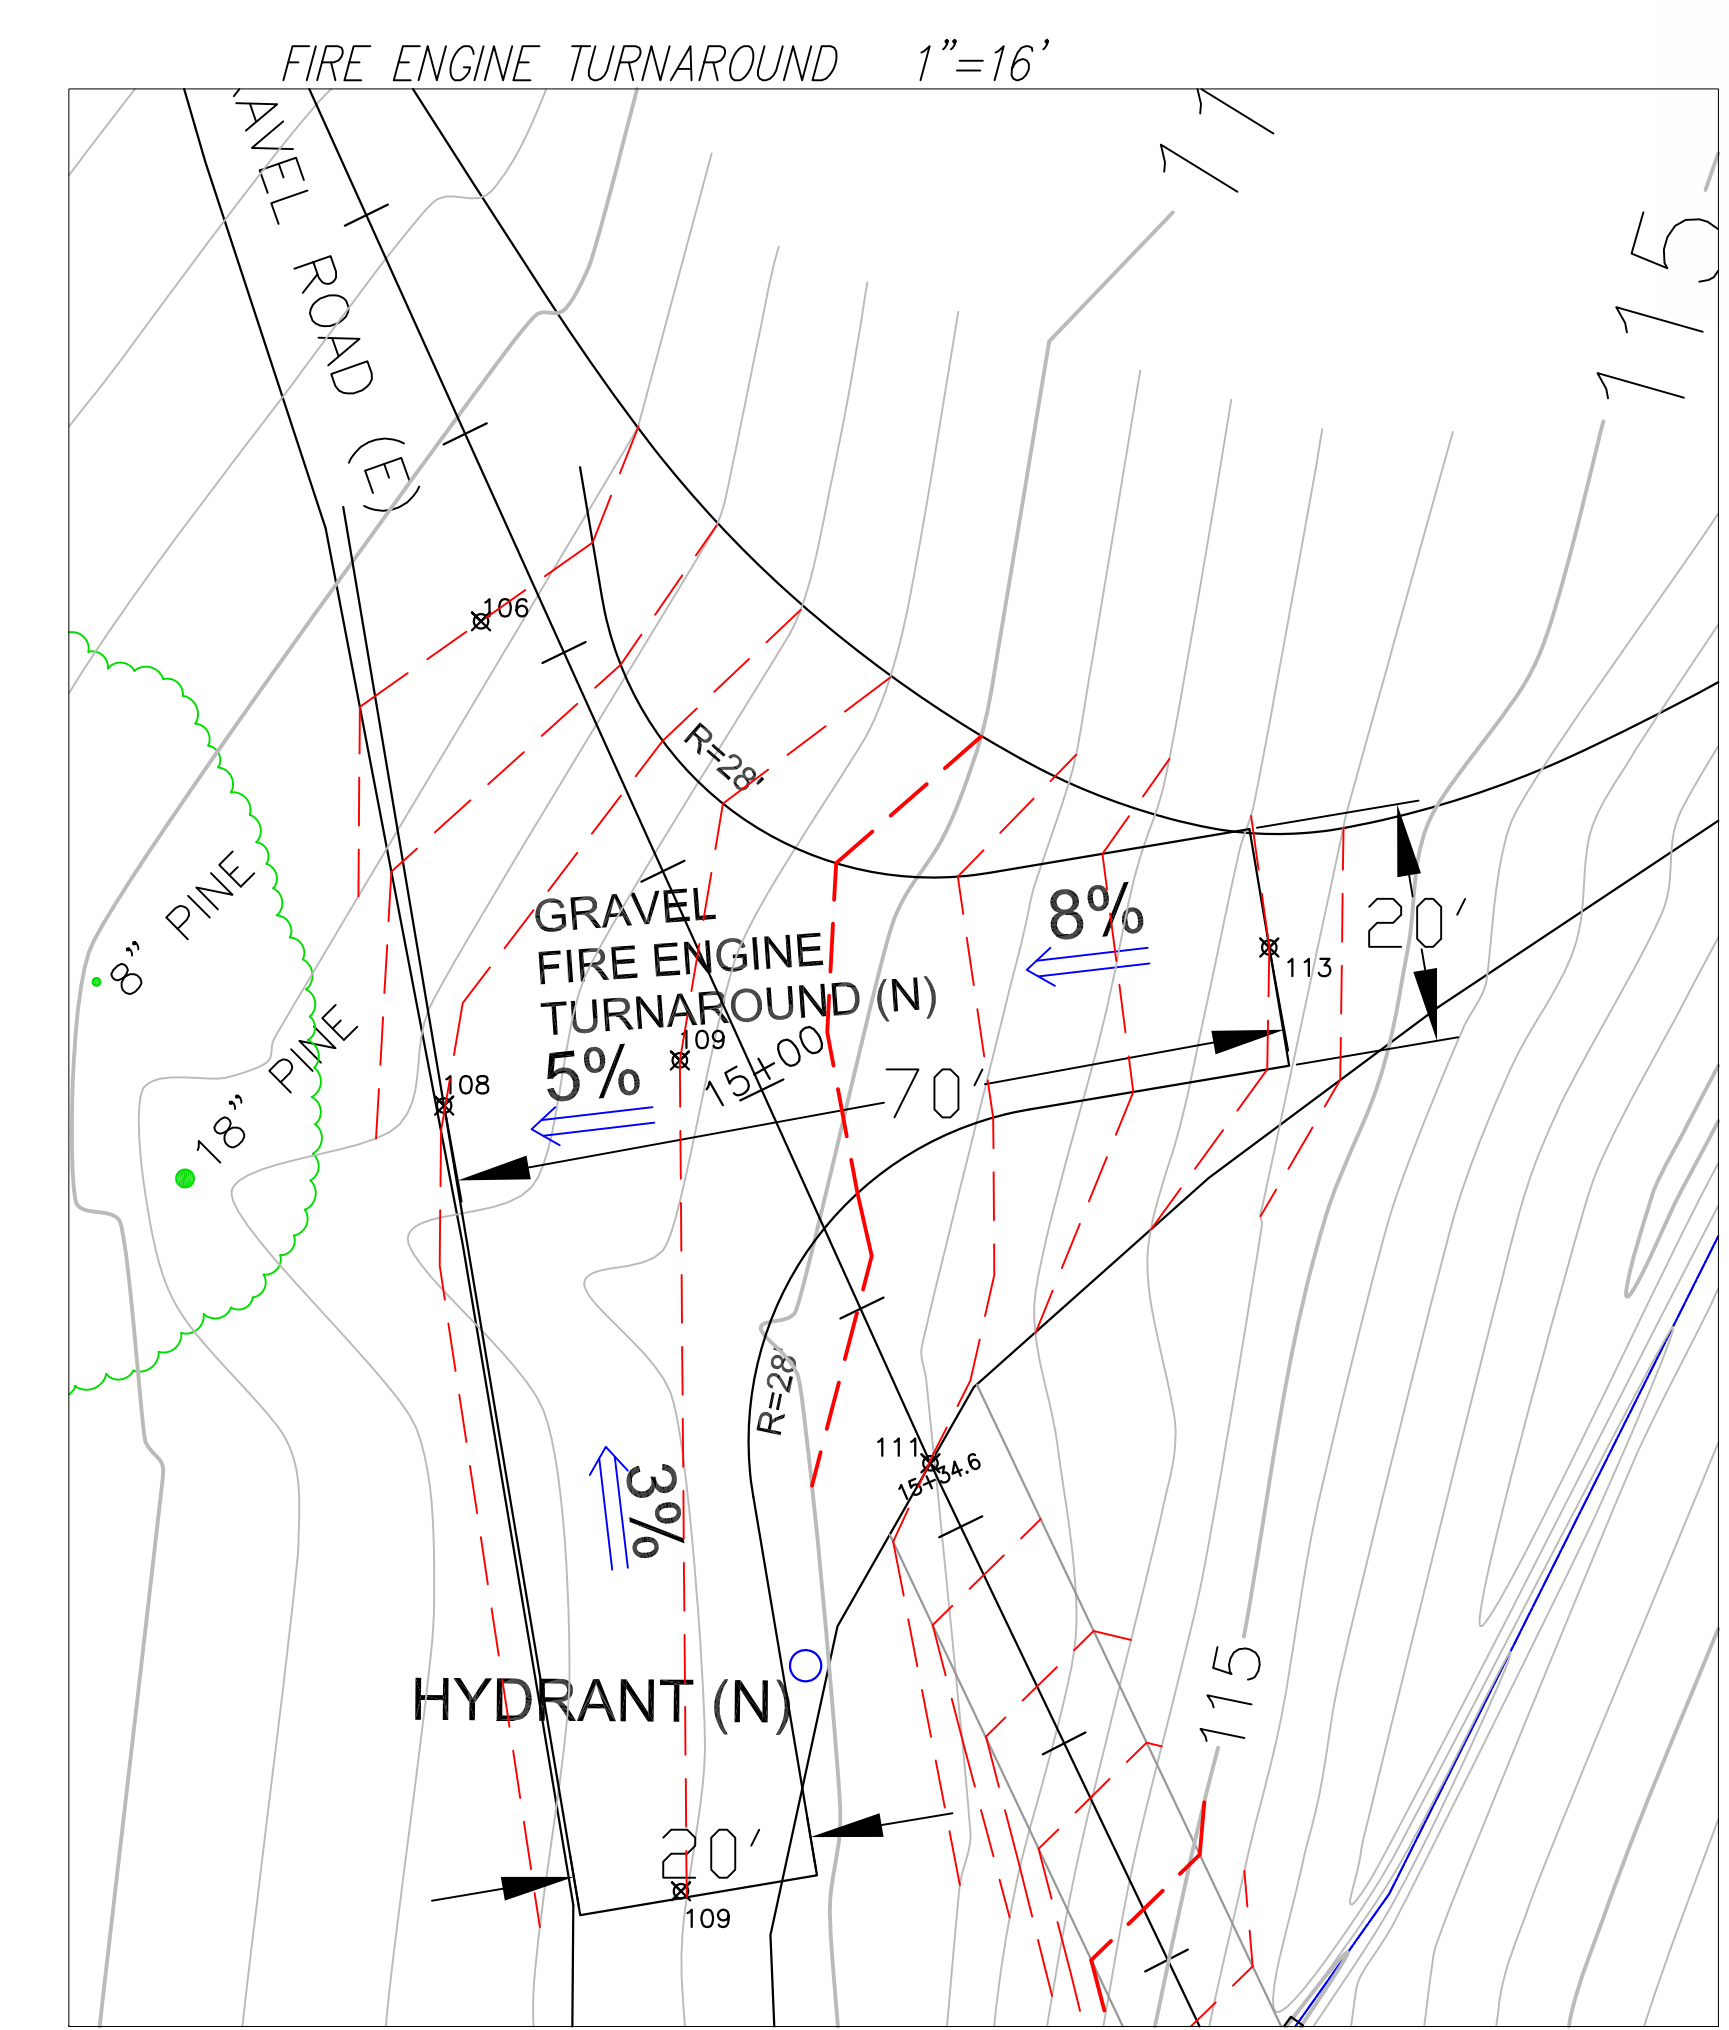 FIRE ENGINE TURNAROUND 1"=16'
11
115
AVEL ROAD (E)
106
R=28'
8" PINE
GRAVEL
FIRE ENGINE
TURNAROUND (N)
5%
8%
20'
113
18" PINE
108
109
15+00
70'
R=28'
111
15+34.6
3%
HYDRANT (N)
115
20'
109